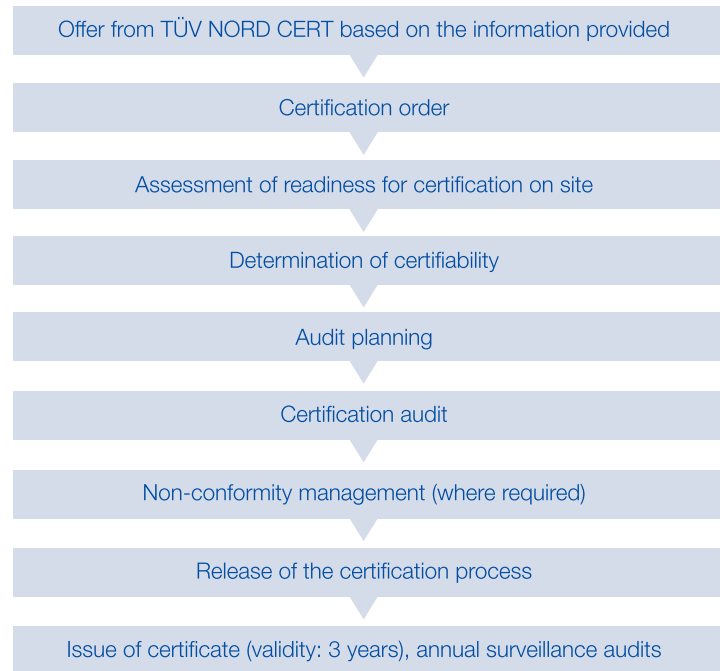 Offer from TÜV NORD CERT based on the information provided
Certification order
Assessment of readiness for certification on site
Determination of certifiability
Audit planning
Certification audit
Non-conformity management (where required)
Release of the certification process
Issue of certificate (validity: 3 years), annual surveillance audits